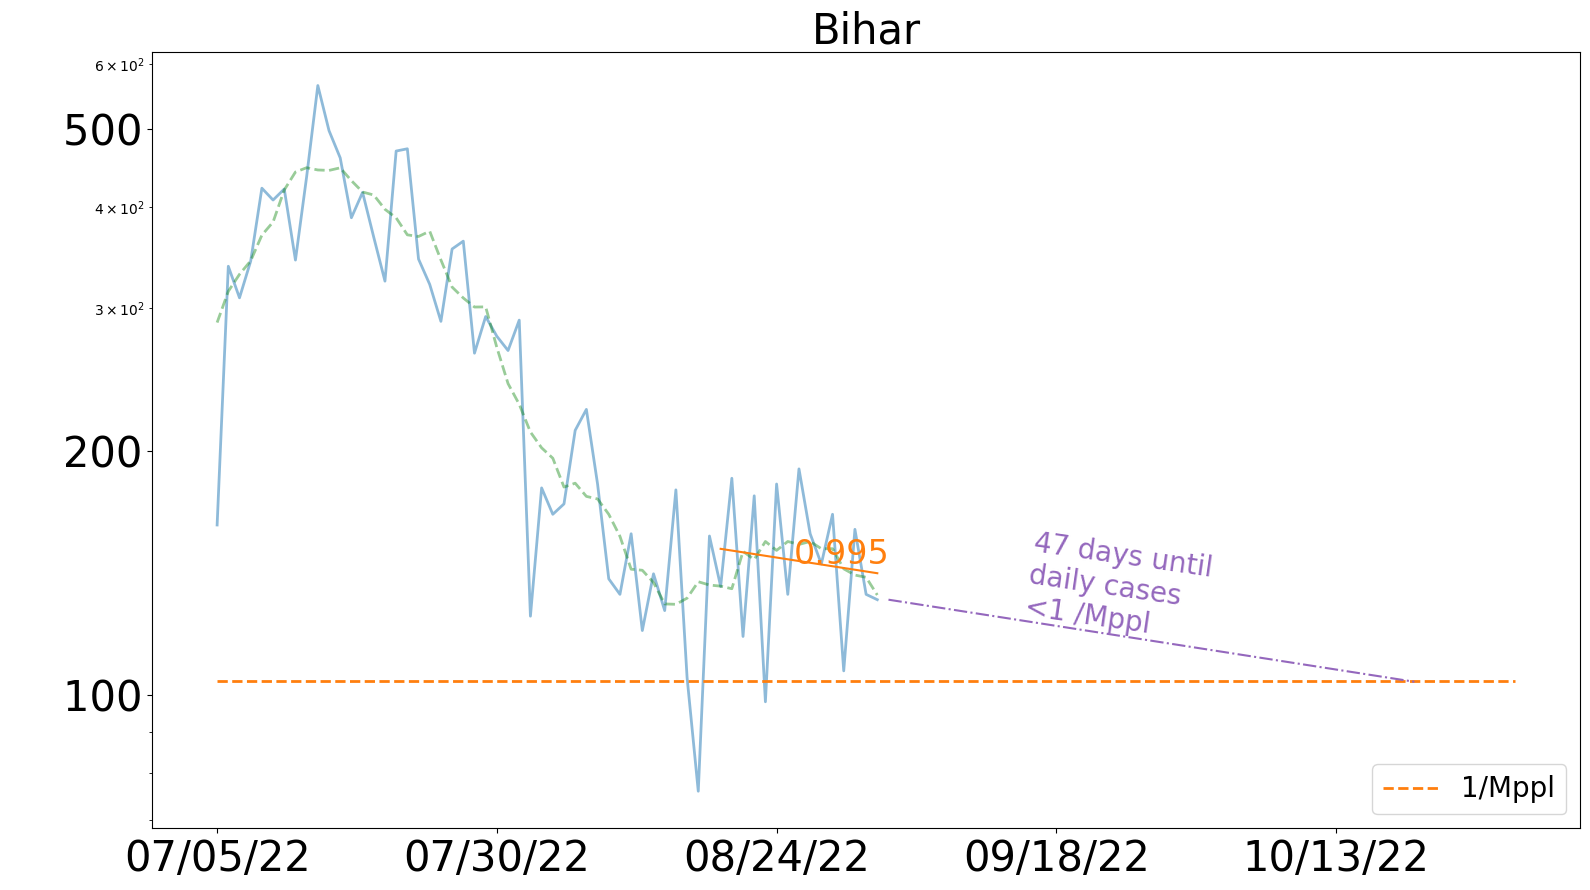 Bihar
6 × 10²
500
4 × 10²
3 × 10²
200
100
0.995
47 days until
daily cases
<1 /Mppl
1/Mppl
07/05/22 07/30/22 08/24/22 09/18/22 10/13/22